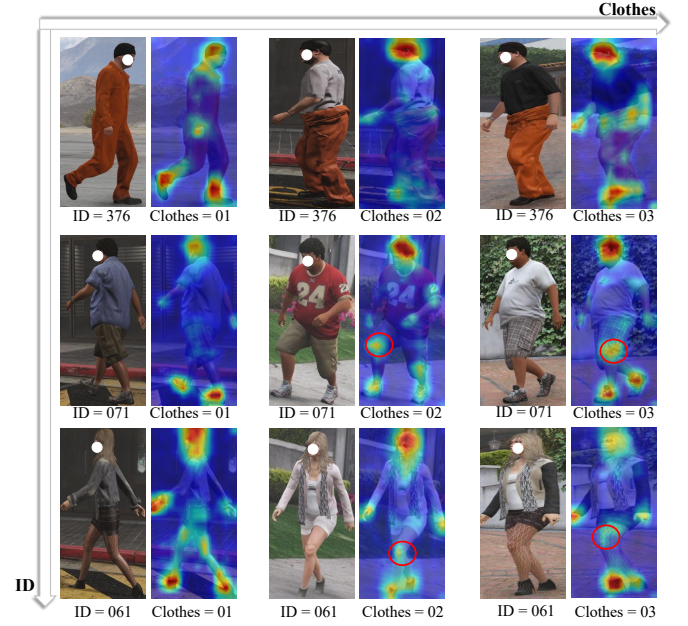 Clothes
ID = 376 Clothes = 01 ID = 376 Clothes = 02 ID = 376 Clothes = 03
24
ID = 071 Clothes = 01 ID = 071 Clothes = 02 ID = 071 Clothes = 03
ID
ID = 061 Clothes = 01 ID = 061 Clothes = 02 ID = 061 Clothes = 03